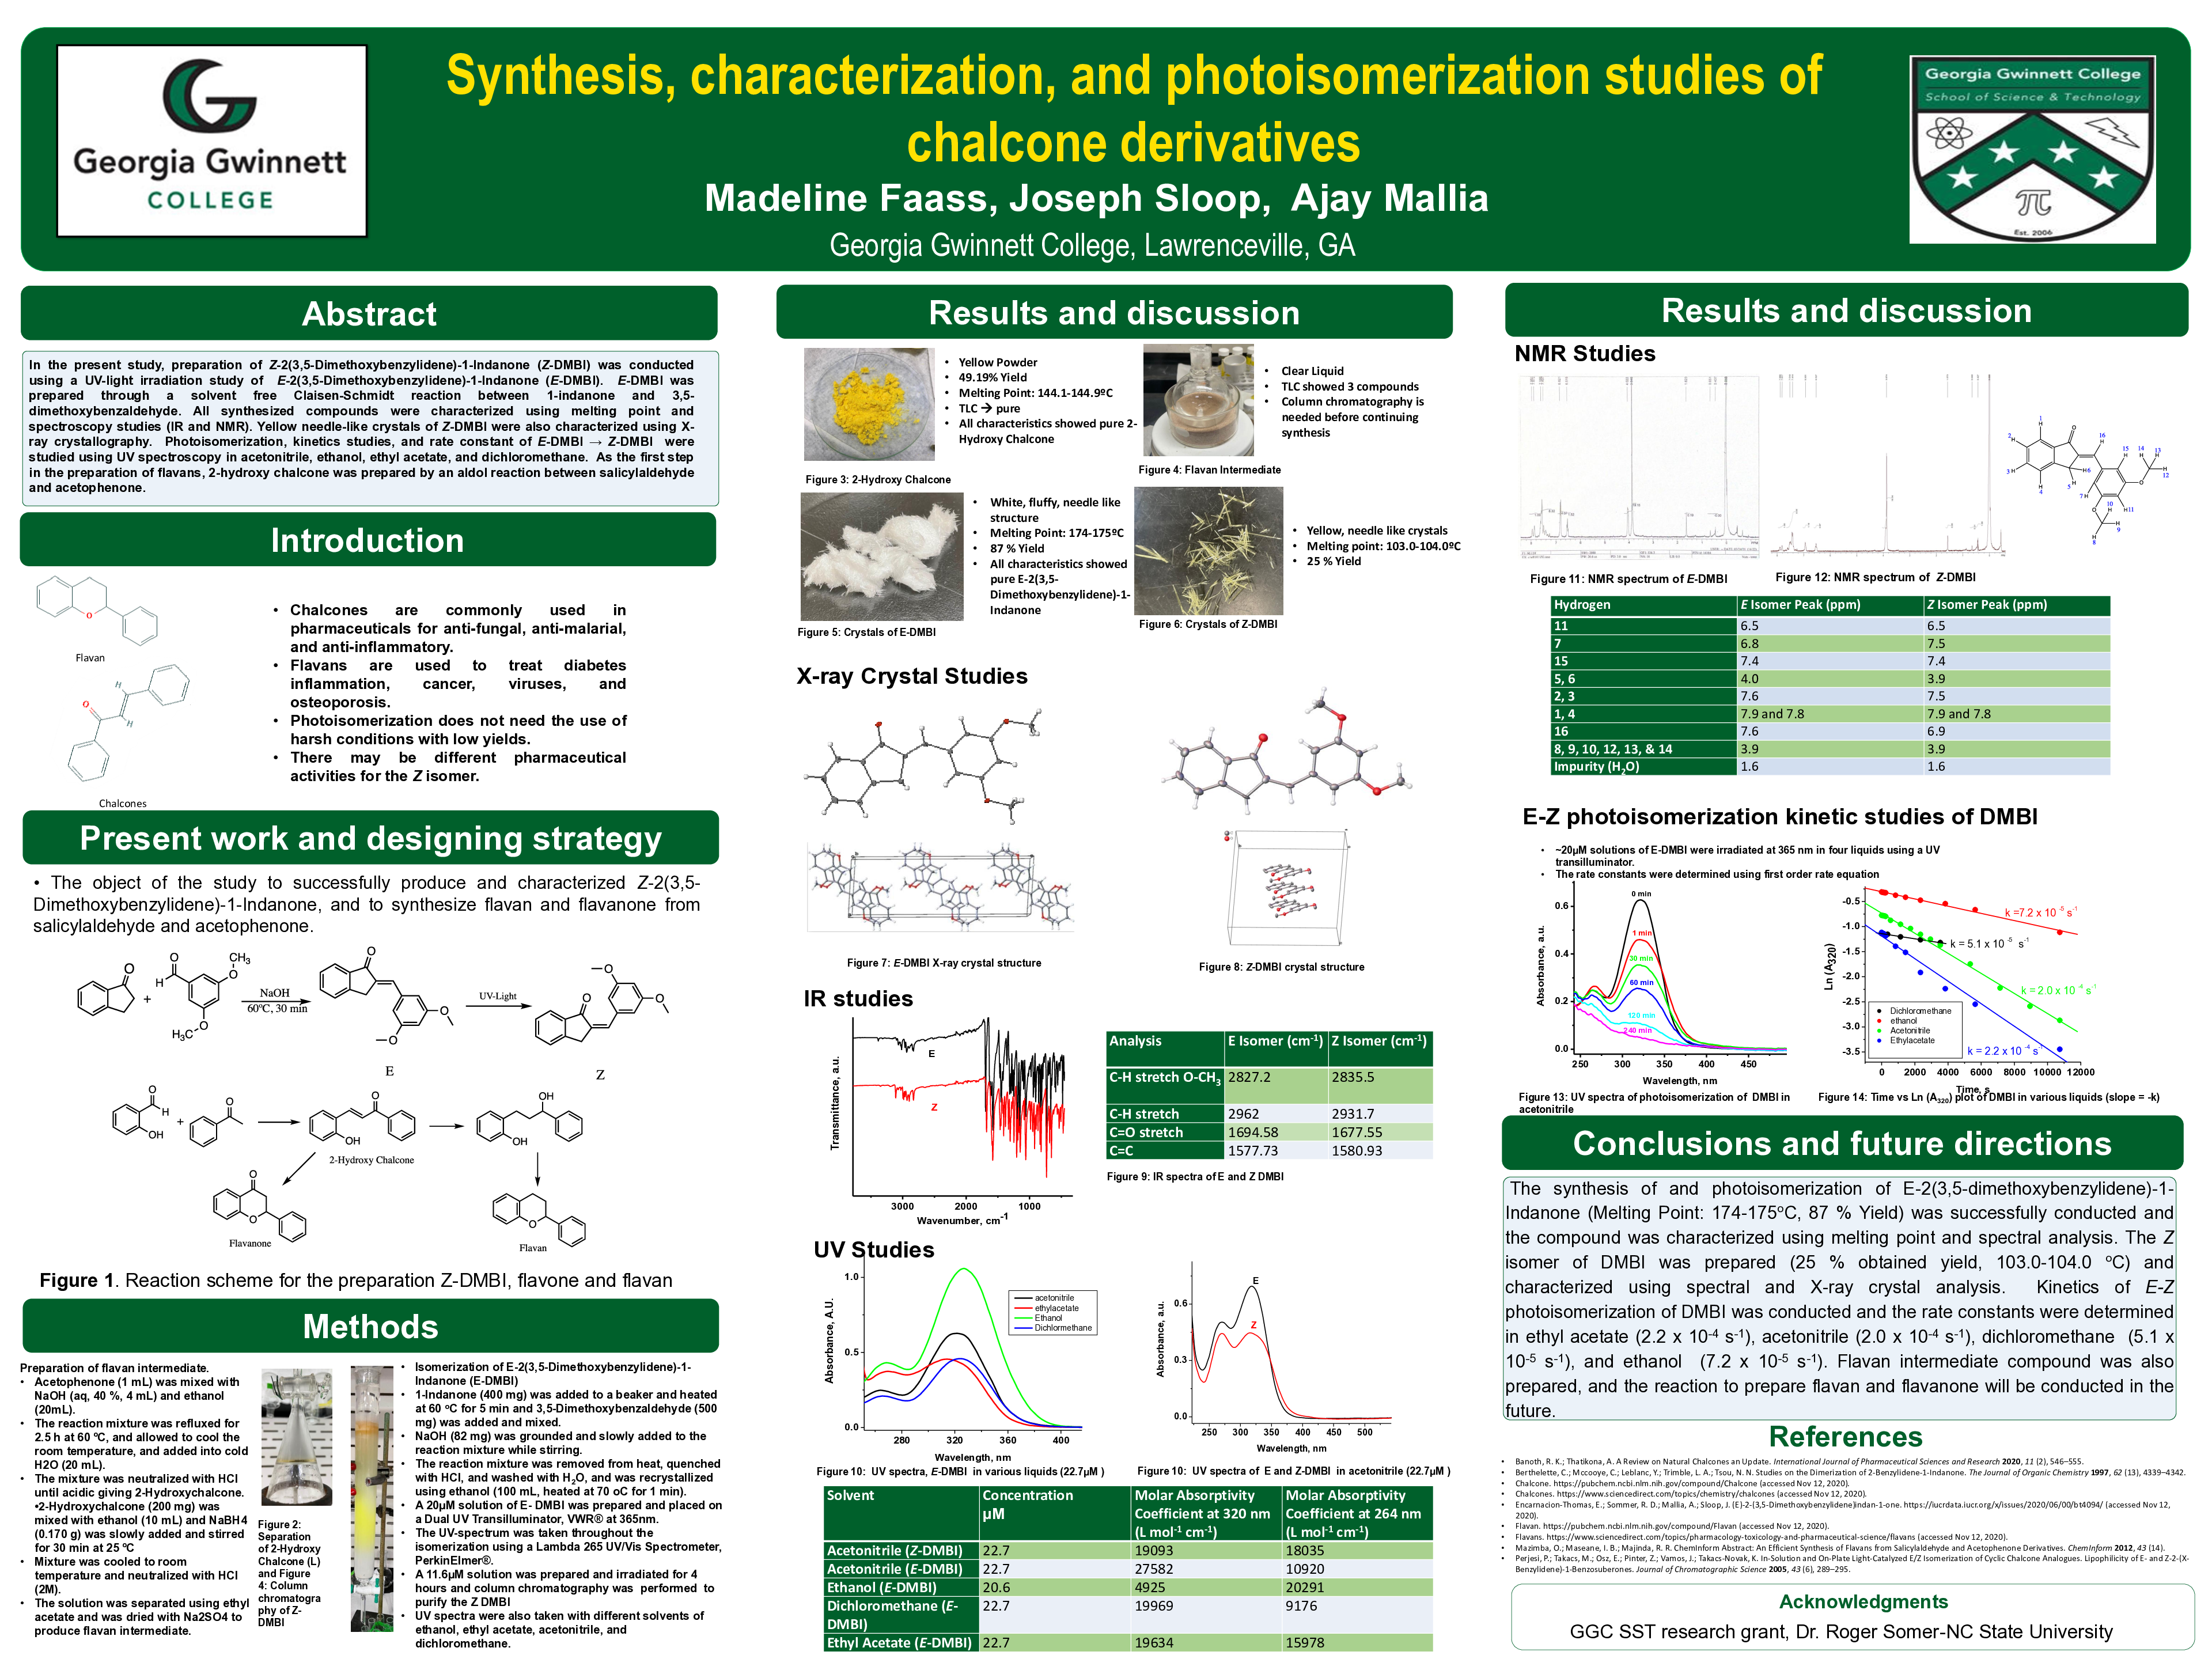 Georgia Gwinnett
COLLEGE
Synthesis, characterization, and photoisomerization studies of
chalcone derivatives
Madeline Faass, Joseph Sloop, Ajay Mallia
Georgia Gwinnett College, Lawrenceville, GA
Georgia Gwinnett College
School of Science & Technology
π
Est. 2006
Abstract
In the present study, preparation of Z-2(3,5-Dimethoxybenzylidene)-1-Indanone (Z-DMBI) was conducted
using a UV-light irradiation study of E-2(3,5-Dimethoxybenzylidene)-1-Indanone (E-DMBI). E-DMBI was
prepared through a solvent free Claisen-Schmidt reaction between 1-indanone and 3,5-
dimethoxybenzaldehyde. All synthesized compounds were characterized using melting point and
spectroscopy studies (IR and NMR). Yellow needle-like crystals of Z-DMBI were also characterized using X-
ray crystallography. Photoisomerization, kinetics studies, and rate constant of E-DMBI → Z-DMBI were
studied using UV spectroscopy in acetonitrile, ethanol, ethyl acetate, and dichloromethane. As the first step
in the preparation of flavans, 2-hydroxy chalcone was prepared by an aldol reaction between salicylaldehyde
and acetophenone.
Introduction
O
Flavan
O
H
H
Chalcones
• Chalcones are commonly used in
pharmaceuticals for anti-fungal, anti-malarial,
and anti-inflammatory.
• Flavans are used to treat diabetes
inflammation, cancer, viruses, and
osteoporosis.
• Photoisomerization does not need the use of
harsh conditions with low yields.
• There may be different pharmaceutical
activities for the Z isomer.
Present work and designing strategy
• The object of the study to successfully produce and characterized Z-2(3,5-
Dimethoxybenzylidene)-1-Indanone, and to synthesize flavan and flavanone from
salicylaldehyde and acetophenone.
O + H O O CH3 H3C O
NaOH
60ºC, 30 min
O O O
E
UV-Light
O O O
Z
O H OH + O
O OH
2-Hydroxy Chalcone
OH OH
O O
Flavanone
O
Flavan
Figure 1. Reaction scheme for the preparation Z-DMBI, flavone and flavan
Methods
Preparation of flavan intermediate.
• Acetophenone (1 mL) was mixed with
NaOH (aq, 40 %, 4 mL) and ethanol
(20mL).
• The reaction mixture was refluxed for
2.5 h at 60 ºC, and allowed to cool the
room temperature, and added into cold
H2O (20 mL).
• The mixture was neutralized with HCl
until acidic giving 2-Hydroxychalcone.
•2-Hydroxychalcone (200 mg) was
mixed with ethanol (10 mL) and NaBH4
(0.170 g) was slowly added and stirred
for 30 min at 25 ºC
• Mixture was cooled to room
temperature and neutralized with HCl
(2M).
• The solution was separated using ethyl
acetate and was dried with Na2SO4 to
produce flavan intermediate.
Figure 2:
Separation
of 2-Hydroxy
Chalcone (L)
and Figure
4: Column
chromatogra
phy of Z-
DMBI
• Isomerization of E-2(3,5-Dimethoxybenzylidene)-1-
Indanone (E-DMBI)
• 1-Indanone (400 mg) was added to a beaker and heated
at 60 ºC for 5 min and 3,5-Dimethoxybenzaldehyde (500
mg) was added and mixed.
• NaOH (82 mg) was grounded and slowly added to the
reaction mixture while stirring.
• The reaction mixture was removed from heat, quenched
with HCl, and washed with H2O, and was recrystallized
using ethanol (100 mL, heated at 70 oC for 1 min).
• A 20µM solution of E- DMBI was prepared and placed on
a Dual UV Transilluminator, VWR® at 365nm.
• The UV-spectrum was taken throughout the
isomerization using a Lambda 265 UV/Vis Spectrometer,
PerkinElmer®.
• A 11.6µM solution was prepared and irradiated for 4
hours and column chromatography was performed to
purify the Z DMBI
• UV spectra were also taken with different solvents of
ethanol, ethyl acetate, acetonitrile, and
dichloromethane.
Results and discussion
• Yellow Powder
• 49.19% Yield
• Melting Point: 144.1-144.9ºC
• TLC → pure
• All characteristics showed pure 2-
Hydroxy Chalcone
Figure 3: 2-Hydroxy Chalcone
• Clear Liquid
• TLC showed 3 compounds
• Column chromatography is
needed before continuing
synthesis
Figure 4: Flavan Intermediate
• White, fluffy, needle like
structure
• Melting Point: 174-175ºC
• 87 % Yield
• All characteristics showed
pure E-2(3,5-
Dimethoxybenzylidene)-1-
Indanone
Figure 5: Crystals of E-DMBI
• Yellow, needle like crystals
• Melting point: 103.0-104.0ºC
• 25 % Yield
Figure 6: Crystals of Z-DMBI
X-ray Crystal Studies
Figure 7: E-DMBI X-ray crystal structure
Figure 8: Z-DMBI crystal structure
IR studies
Transmittance, a.u.
E
Z
3000 2000 1000
Wavenumber, cm-1
Analysis E Isomer (cm-1) Z Isomer (cm-1)
C-H stretch O-CH3 2827.2 2835.5
C-H stretch 2962 2931.7
C=O stretch 1694.58 1677.55
C=C 1577.73 1580.93
Figure 9: IR spectra of E and Z DMBI
UV Studies
Absorbance, A.U.
1.0
0.5
0.0
acetonitrile
ethylacetate
Ethanol
Dichlormethane
280 320 360 400
Wavelength, nm
Figure 10: UV spectra, E-DMBI in various liquids (22.7µM )
Absorbance, a.u.
0.6
0.3
0.0
E
Z
250 300 350 400 450 500
Wavelength, nm
Figure 10: UV spectra of E and Z-DMBI in acetonitrile (22.7µM )
Solvent Concentration µM Molar Absorptivity Coefficient at 320 nm (L mol-1 cm-1) Molar Absorptivity Coefficient at 264 nm (L mol-1 cm-1)
Acetonitrile (Z-DMBI) 22.7 19093 18035
Acetonitrile (E-DMBI) 22.7 27582 10920
Ethanol (E-DMBI) 20.6 4925 20291
Dichloromethane (E-DMBI) 22.7 19969 9176
Ethyl Acetate (E-DMBI) 22.7 19634 15978
Results and discussion
NMR Studies
Figure 11: NMR spectrum of E-DMBI
Figure 12: NMR spectrum of Z-DMBI
Hydrogen E Isomer Peak (ppm) Z Isomer Peak (ppm)
11 6.5 6.5
7 6.8 7.5
15 7.4 7.4
5, 6 4.0 3.9
2, 3 7.6 7.5
1, 4 7.9 and 7.8 7.9 and 7.8
16 7.6 6.9
8, 9, 10, 12, 13, & 14 3.9 3.9
Impurity (H2O) 1.6 1.6
E-Z photoisomerization kinetic studies of DMBI
• ~20µM solutions of E-DMBI were irradiated at 365 nm in four liquids using a UV
transilluminator.
• The rate constants were determined using first order rate equation
Absorbance, a.u.
0.6
0.4
0.2
0.0
0 min
1 min
30 min
60 min
120 min
240 min
250 300 350 400 450
Wavelength, nm
Figure 13: UV spectra of photoisomerization of DMBI in
acetonitrile
Ln (A320)
-0.5
-1.0
-1.5
-2.0
-2.5
-3.0
-3.5
k =7.2 x 10 -5 s-1
k = 5.1 x 10 -5 s-1
k = 2.0 x 10 -4 s-1
k = 2.2 x 10 -4 s-1
Dichloromethane
ethanol
Acetonitrile
Ethylacetate
0 2000 4000 6000 8000 10000 12000
Time, s
Figure 14: Time vs Ln (A320) plot of DMBI in various liquids (slope = -k)
Conclusions and future directions
The synthesis of and photoisomerization of E-2(3,5-dimethoxybenzylidene)-1-
Indanone (Melting Point: 174-175ºC, 87 % Yield) was successfully conducted and
the compound was characterized using melting point and spectral analysis. The Z
isomer of DMBI was prepared (25 % obtained yield, 103.0-104.0 ºC) and
characterized using spectral and X-ray crystal analysis. Kinetics of E-Z
photoisomerization of DMBI was conducted and the rate constants were determined
in ethyl acetate (2.2 x 10-4 s-1), acetonitrile (2.0 x 10-4 s-1), dichloromethane (5.1 x
10-5 s-1), and ethanol (7.2 x 10-5 s-1). Flavan intermediate compound was also
prepared, and the reaction to prepare flavan and flavanone will be conducted in the
future.
References
• Banoth, R. K.; Thatikona, A. A Review on Natural Chalcones an Update. International Journal of Pharmaceutical Sciences and Research 2020, 11 (2), 546–555.
• Berthelette, C.; Mccooye, C.; Leblanc, Y.; Trimble, L. A.; Tsou, N. N. Studies on the Dimerization of 2-Benzylidene-1-Indanone. The Journal of Organic Chemistry 1997, 62 (13), 4339–4342.
• Chalcone. https://pubchem.ncbi.nlm.nih.gov/compound/Chalcone (accessed Nov 12, 2020).
• Chalcones. https://www.sciencedirect.com/topics/chemistry/chalcones (accessed Nov 12, 2020).
• Encarnacion-Thomas, E.; Sommer, R. D.; Mallia, A.; Sloop, J. (E)-2-(3,5-Dimethoxybenzylidene)indan-1-one. https://iucrdata.iucr.org/x/issues/2020/06/00/bt4094/ (accessed Nov 12,
2020).
• Flavan. https://pubchem.ncbi.nlm.nih.gov/compound/Flavan (accessed Nov 12, 2020).
• Flavans. https://www.sciencedirect.com/topics/pharmacology-toxicology-and-pharmaceutical-science/flavans (accessed Nov 12, 2020).
• Mazimba, O.; Maseane, I. B.; Majinda, R. R. ChemInform Abstract: An Efficient Synthesis of Flavans from Salicylaldehyde and Acetophenone Derivatives. ChemInform 2012, 43 (14).
• Perjesi, P.; Takacs, M.; Osz, E.; Pinter, Z.; Vamos, J.; Takacs-Novak, K. In-Solution and On-Plate Light-Catalyzed E/Z Isomerization of Cyclic Chalcone Analogues. Lipophilicity of E- and Z-2-(X-
Benzylidene)-1-Benzosuberones. Journal of Chromatographic Science 2005, 43 (6), 289–295.
Acknowledgments
GGC SST research grant, Dr. Roger Somer-NC State University